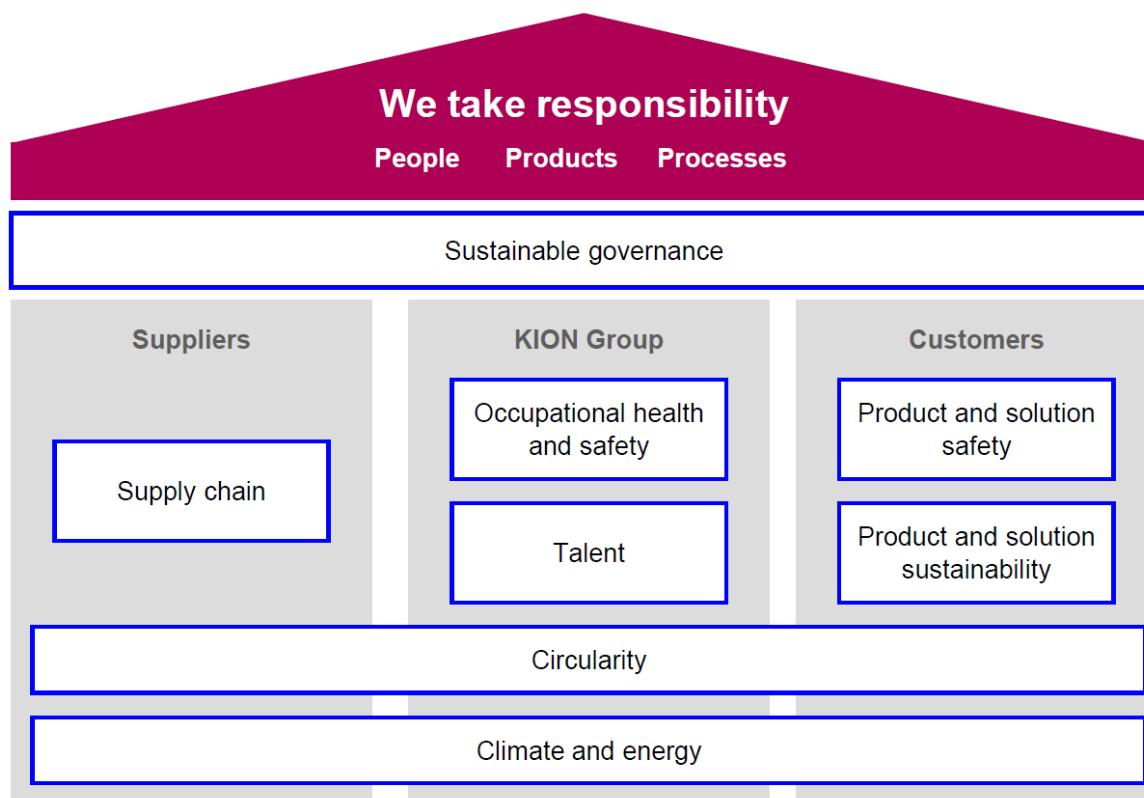 We take responsibility
People Products Processes
Sustainable governance
Suppliers
Supply chain
KION Group
Occupational health
and safety
Talent
Customers
Product and solution
safety
Product and solution
sustainability
Circularity
Climate and energy